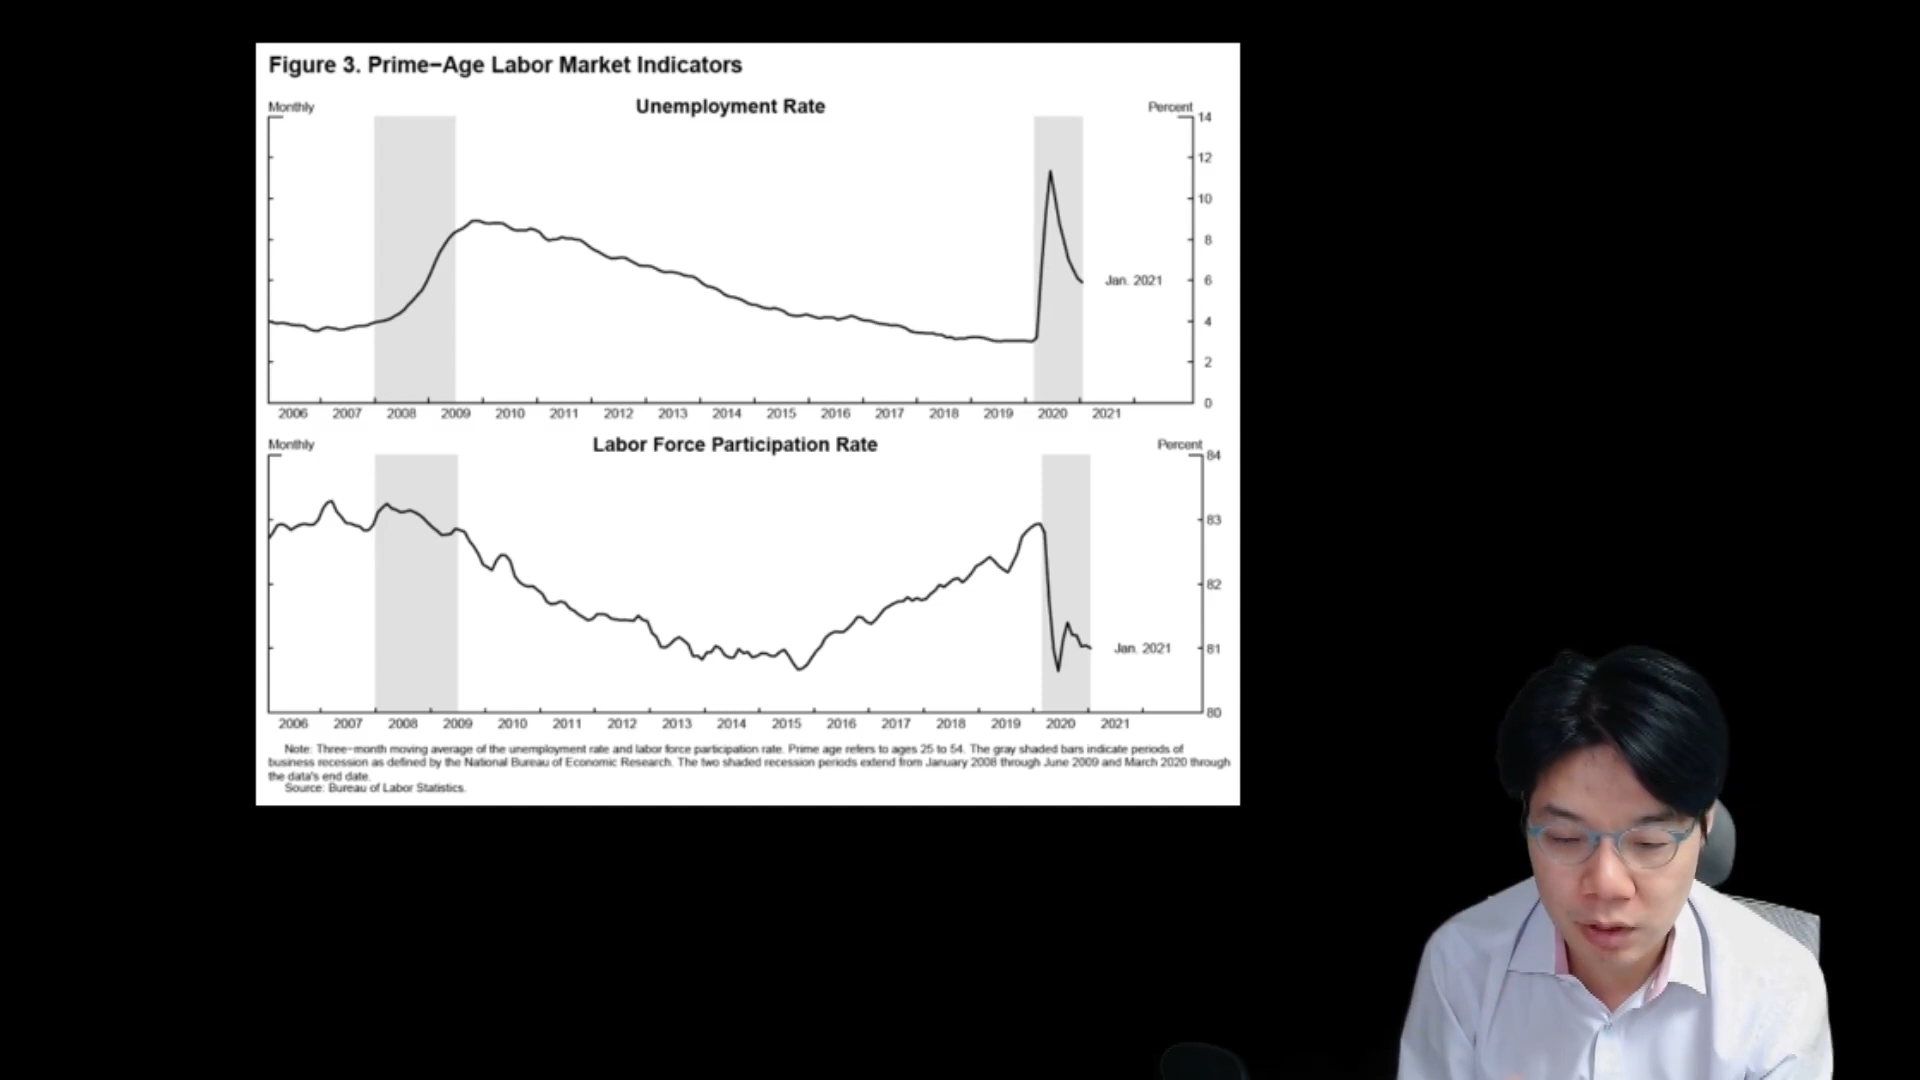 Figure 3. Prime−Age Labor Market Indicators
Monthly
Unemployment Rate
Percent
14
12
10
8
6
4
2
0
Jan. 2021
2006 2007 2008 2009 2010 2011 2012 2013 2014 2015 2016 2017 2018 2019 2020 2021
Monthly
Labor Force Participation Rate
Percent
84
83
82
81
80
Jan. 2021
2006 2007 2008 2009 2010 2011 2012 2013 2014 2015 2016 2017 2018 2019 2020 2021
Note: Three−month moving average of the unemployment rate and labor force participation rate. Prime age refers to ages 25 to 54. The gray shaded bars indicate periods of
business recession as defined by the National Bureau of Economic Research. The two shaded recession periods extend from January 2008 through June 2009 and March 2020 through
the data's end date.
Source: Bureau of Labor Statistics.